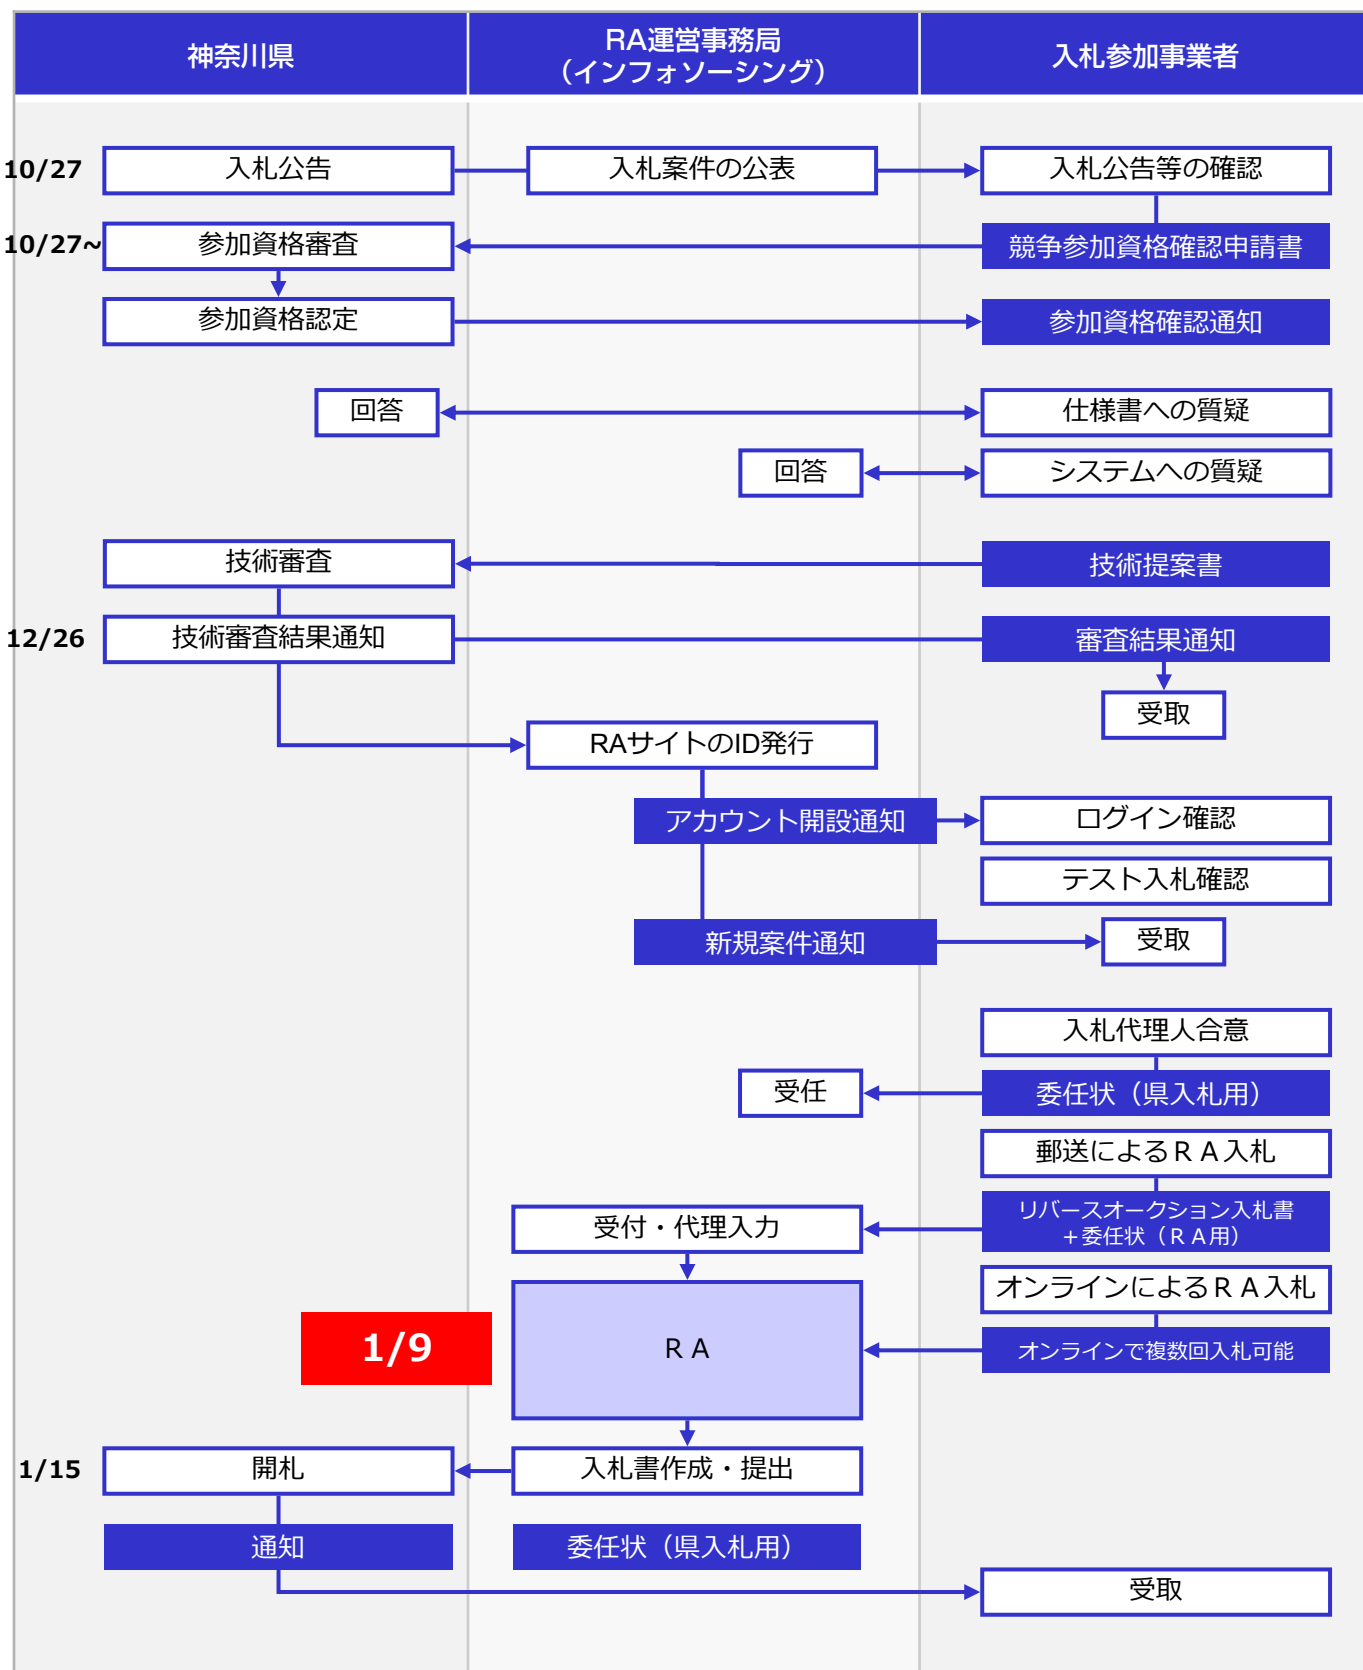 神奈川県
RA運営事務局
（インフォソーシング）
入札参加事業者
10/27
入札公告
入札案件の公表
入札公告等の確認
10/27~
参加資格審査
競争参加資格確認申請書
参加資格認定
参加資格確認通知
回答
仕様書への質疑
回答
システムへの質疑
技術審査
技術提案書
12/26
技術審査結果通知
審査結果通知
受取
RAサイトのID発行
アカウント開設通知
ログイン確認
テスト入札確認
新規案件通知
受取
入札代理人合意
受任
委任状（県入札用）
郵送によるＲＡ入札
受付・代理入力
リバースオークション入札書
＋委任状（ＲＡ用）
オンラインによるＲＡ入札
1/9
ＲＡ
オンラインで複数回入札可能
1/15
開札
入札書作成・提出
通知
委任状（県入札用）
受取